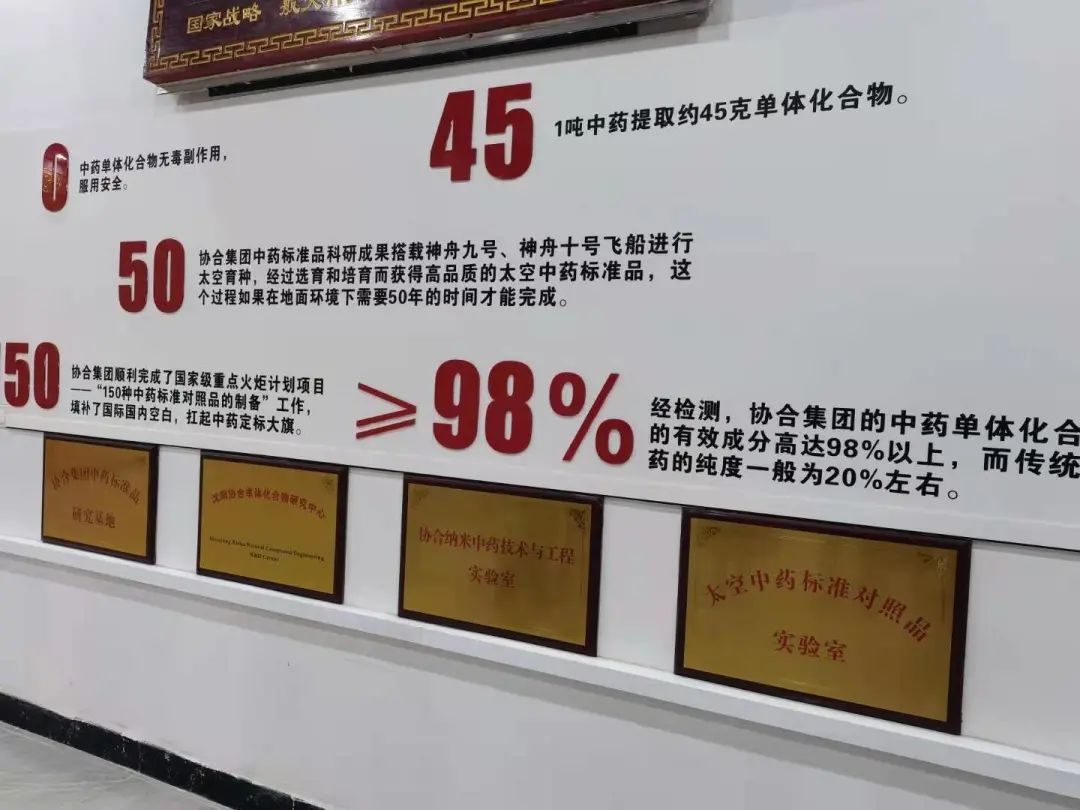 国家战略
0
中药单体化合物无毒副作用，
服用安全。
45
1吨中药提取约45克单体化合物。
50
协合集团中药标准品科研成果搭载神舟九号、神舟十号飞船进行
太空育种，经过选育和培育而获得高品质的太空中药标准品，这
个过程如果在地面环境下需要50年的时间才能完成。
50
协合集团顺利完成了国家级重点火炬计划项目
——“150种中药标准对照品的制备”工作，
填补了国际国内空白，扛起中药定标大旗。
≥98%
经检测，协合集团的中药单体化合
的有效成分高达98%以上，而传统
药的纯度一般为20%左右。
协合集团中药标准品
研究基地
沈阳协合单体化合物研究中心
R&D Center
协合纳米中药技术与工程
实验室
太空中药标准对照品
实验室